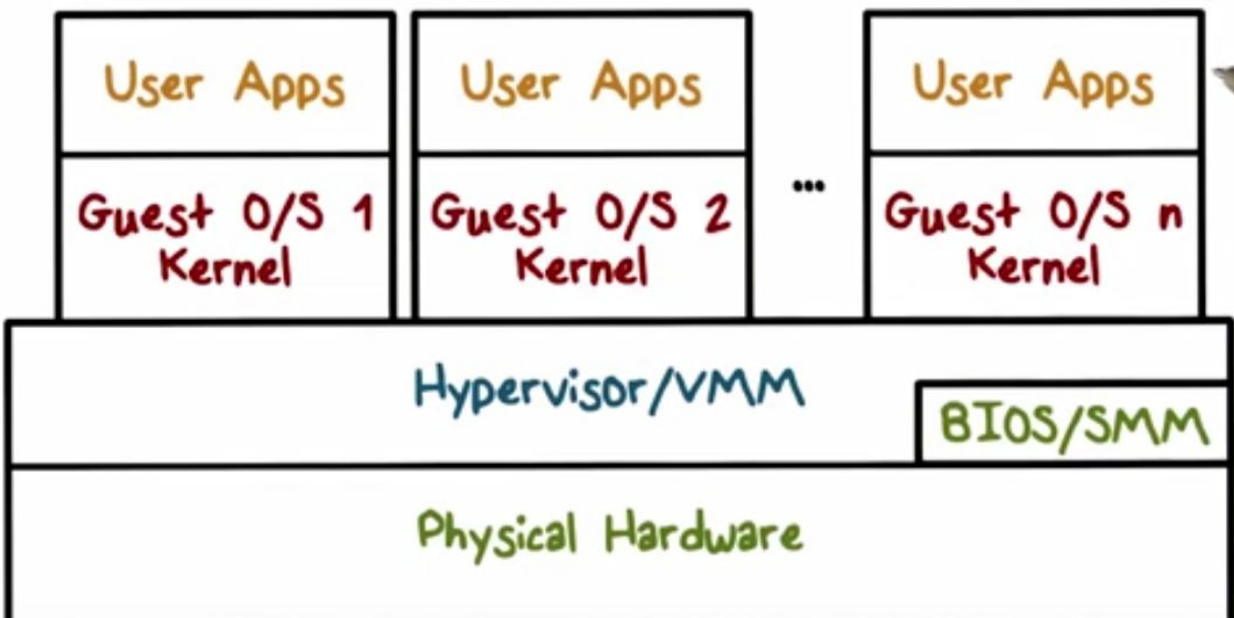 User Apps
User Apps
User Apps
Guest O/S 1
Kernel
Guest O/S 2
Kernel
...
Guest O/S n
Kernel
Hypervisor/VMM
BIOS/SMM
Physical Hardware